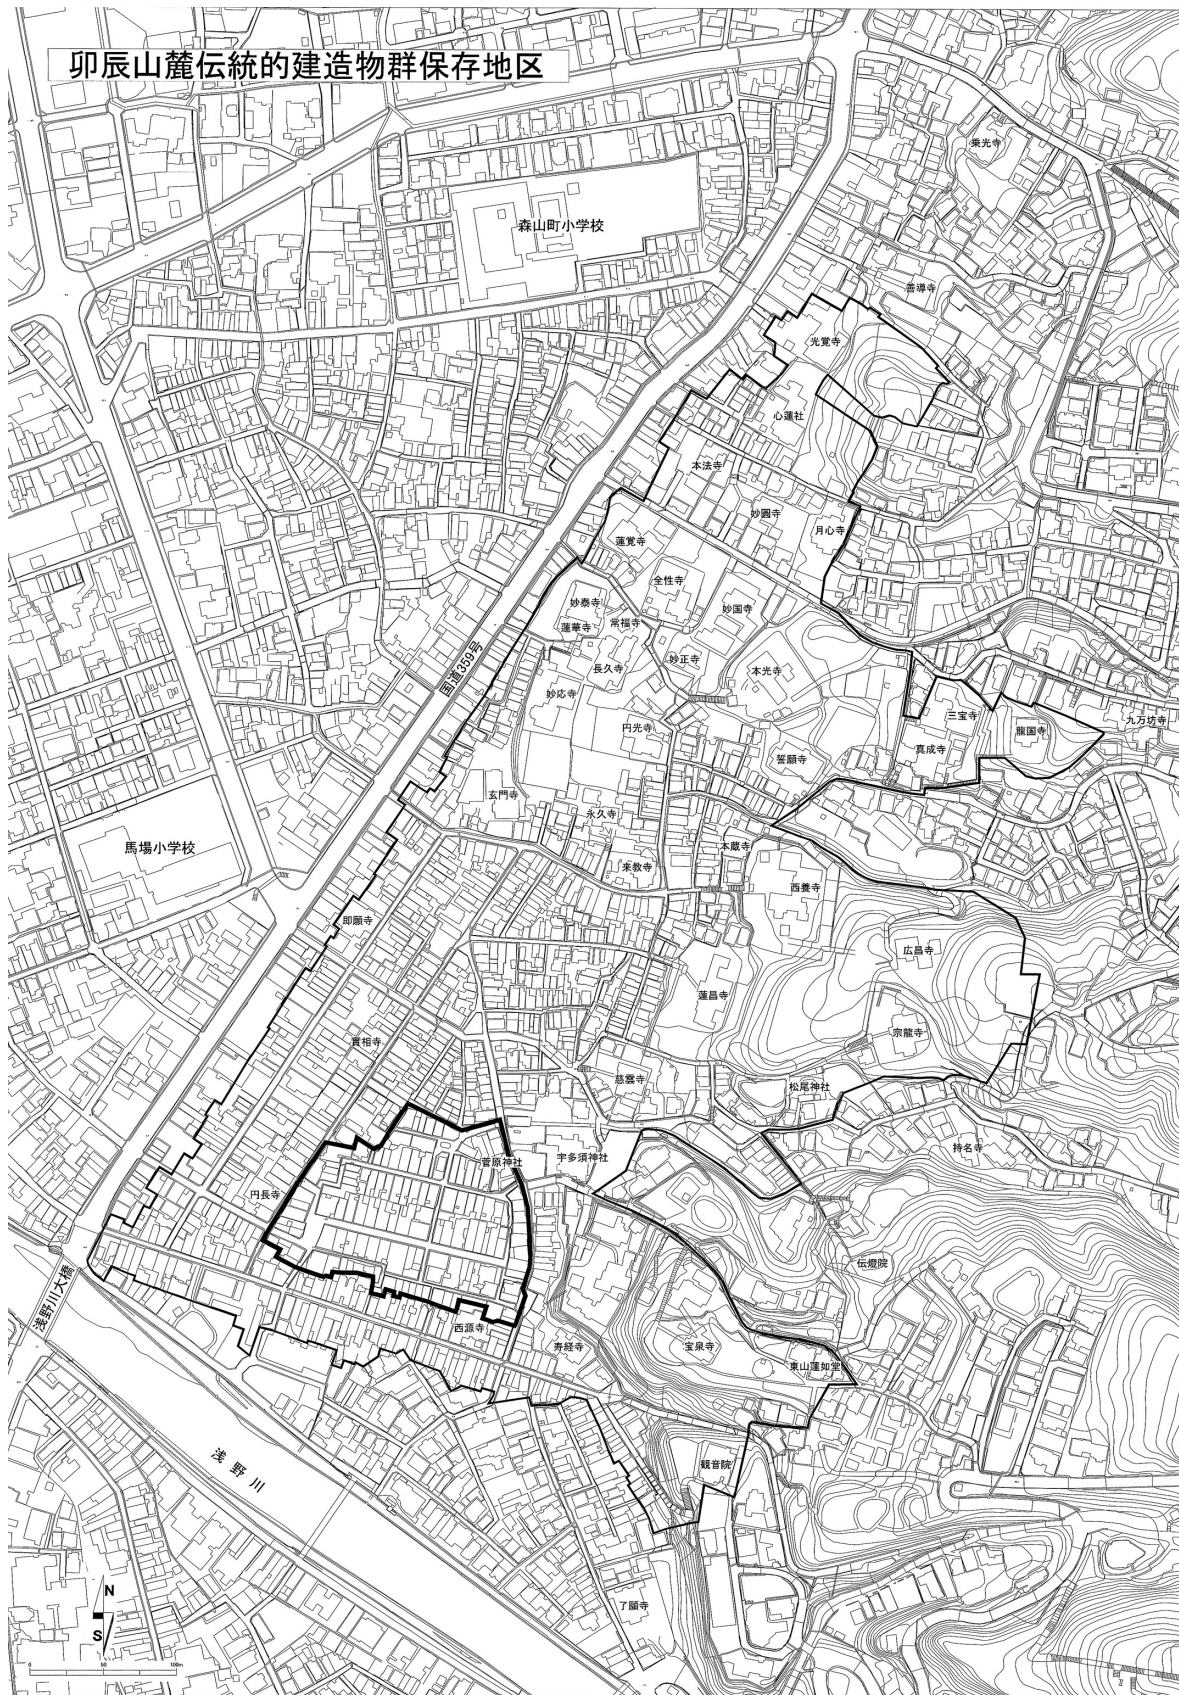 卯辰山麓伝統的建造物群保存地区
乗光寺
森山町小学校
善導寺
光覚寺
心蓮社
本法寺
妙圓寺
月心寺
蓮覚寺
全性寺
妙泰寺
妙国寺
常福寺
蓮華寺
妙正寺
長久寺
本光寺
国道359号
妙応寺
三宝寺
九万坊寺
円光寺
龍国寺
真成寺
誓願寺
玄門寺
永久寺
馬場小学校
本蔵寺
来教寺
西養寺
即願寺
広昌寺
蓮昌寺
宗龍寺
實相寺
慈雲寺
松尾神社
持名寺
宇多須神社
菅原神社
円長寺
伝燈院
浅野川大橋
西源寺
寿経寺
宝泉寺
東山蓮如堂
観音院
浅野川
了願寺
N
S
0 50 100m